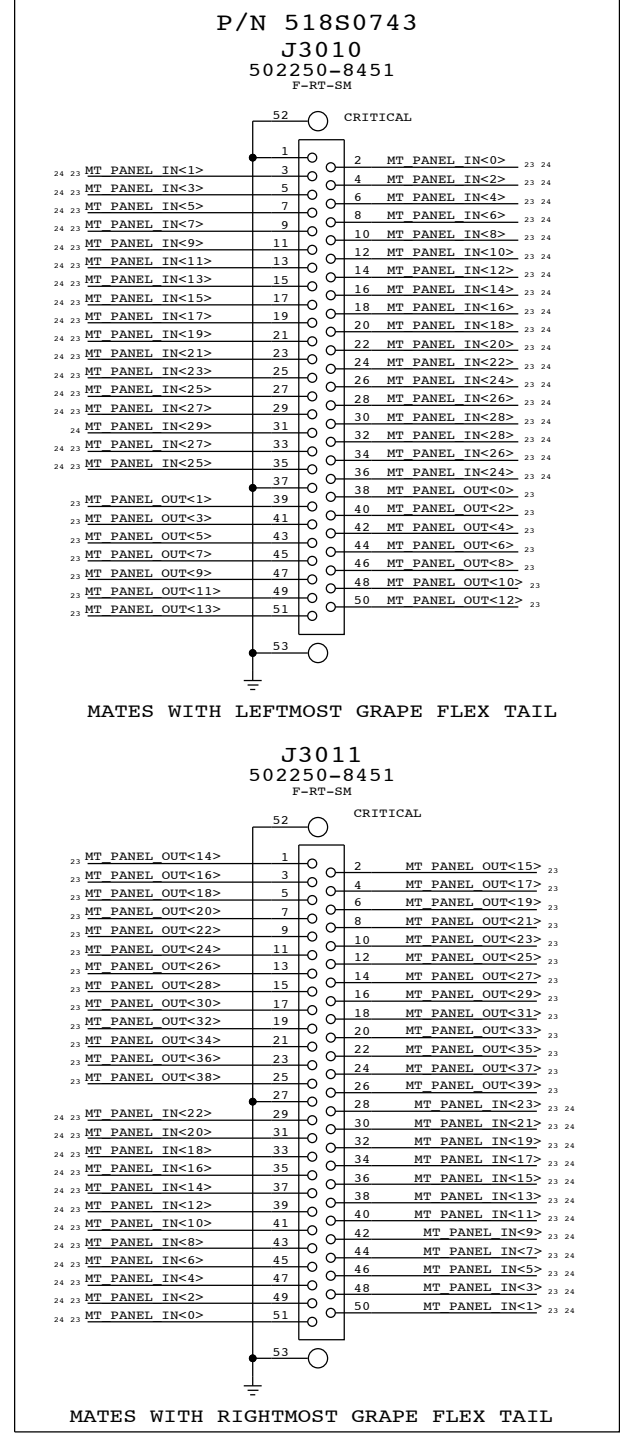 P/N 518S0743
J3010
502250-8451
F-RT-SM
52 CRITICAL
1
2 MT_PANEL_IN<0> 23 24
24 23 MT_PANEL_IN<1> 3
4 MT_PANEL_IN<2> 23 24
24 23 MT_PANEL_IN<3> 5
6 MT_PANEL_IN<4> 23 24
24 23 MT_PANEL_IN<5> 7
8 MT_PANEL_IN<6> 23 24
24 23 MT_PANEL_IN<7> 9
10 MT_PANEL_IN<8> 23 24
24 23 MT_PANEL_IN<9> 11
12 MT_PANEL_IN<10> 23 24
24 23 MT_PANEL_IN<11> 13
14 MT_PANEL_IN<12> 23 24
24 23 MT_PANEL_IN<13> 15
16 MT_PANEL_IN<14> 23 24
24 23 MT_PANEL_IN<15> 17
18 MT_PANEL_IN<16> 23 24
24 23 MT_PANEL_IN<17> 19
20 MT_PANEL_IN<18> 23 24
24 23 MT_PANEL_IN<19> 21
22 MT_PANEL_IN<20> 23 24
24 23 MT_PANEL_IN<21> 23
24 MT_PANEL_IN<22> 23 24
24 23 MT_PANEL_IN<23> 25
26 MT_PANEL_IN<24> 23 24
24 23 MT_PANEL_IN<25> 27
28 MT_PANEL_IN<26> 23 24
24 23 MT_PANEL_IN<27> 29
30 MT_PANEL_IN<28> 23 24
24 MT_PANEL_IN<29> 31
32 MT_PANEL_IN<28> 23 24
24 23 MT_PANEL_IN<27> 33
34 MT_PANEL_IN<26> 23 24
24 23 MT_PANEL_IN<25> 35
36 MT_PANEL_IN<24> 23 24
37
38 MT_PANEL_OUT<0> 23
23 MT_PANEL_OUT<1> 39
40 MT_PANEL_OUT<2> 23
23 MT_PANEL_OUT<3> 41
42 MT_PANEL_OUT<4> 23
23 MT_PANEL_OUT<5> 43
44 MT_PANEL_OUT<6> 23
23 MT_PANEL_OUT<7> 45
46 MT_PANEL_OUT<8> 23
23 MT_PANEL_OUT<9> 47
48 MT_PANEL_OUT<10> 23
23 MT_PANEL_OUT<11> 49
50 MT_PANEL_OUT<12> 23
23 MT_PANEL_OUT<13> 51
53
MATES WITH LEFTMOST GRAPE FLEX TAIL
J3011
502250-8451
F-RT-SM
52 CRITICAL
23 MT_PANEL_OUT<14> 1
2 MT_PANEL_OUT<15> 23
23 MT_PANEL_OUT<16> 3
4 MT_PANEL_OUT<17> 23
23 MT_PANEL_OUT<18> 5
6 MT_PANEL_OUT<19> 23
23 MT_PANEL_OUT<20> 7
8 MT_PANEL_OUT<21> 23
23 MT_PANEL_OUT<22> 9
10 MT_PANEL_OUT<23> 23
23 MT_PANEL_OUT<24> 11
12 MT_PANEL_OUT<25> 23
23 MT_PANEL_OUT<26> 13
14 MT_PANEL_OUT<27> 23
23 MT_PANEL_OUT<28> 15
16 MT_PANEL_OUT<29> 23
23 MT_PANEL_OUT<30> 17
18 MT_PANEL_OUT<31> 23
23 MT_PANEL_OUT<32> 19
20 MT_PANEL_OUT<33> 23
23 MT_PANEL_OUT<34> 21
22 MT_PANEL_OUT<35> 23
23 MT_PANEL_OUT<36> 23
24 MT_PANEL_OUT<37> 23
23 MT_PANEL_OUT<38> 25
26 MT_PANEL_OUT<39> 23
27
28 MT_PANEL_IN<23> 23 24
24 23 MT_PANEL_IN<22> 29
30 MT_PANEL_IN<21> 23 24
24 23 MT_PANEL_IN<20> 31
32 MT_PANEL_IN<19> 23 24
24 23 MT_PANEL_IN<18> 33
34 MT_PANEL_IN<17> 23 24
24 23 MT_PANEL_IN<16> 35
36 MT_PANEL_IN<15> 23 24
24 23 MT_PANEL_IN<14> 37
38 MT_PANEL_IN<13> 23 24
24 23 MT_PANEL_IN<12> 39
40 MT_PANEL_IN<11> 23 24
24 23 MT_PANEL_IN<10> 41
42 MT_PANEL_IN<9> 23 24
24 23 MT_PANEL_IN<8> 43
44 MT_PANEL_IN<7> 23 24
24 23 MT_PANEL_IN<6> 45
46 MT_PANEL_IN<5> 23 24
24 23 MT_PANEL_IN<4> 47
48 MT_PANEL_IN<3> 23 24
24 23 MT_PANEL_IN<2> 49
50 MT_PANEL_IN<1> 23 24
24 23 MT_PANEL_IN<0> 51
53
MATES WITH RIGHTMOST GRAPE FLEX TAIL